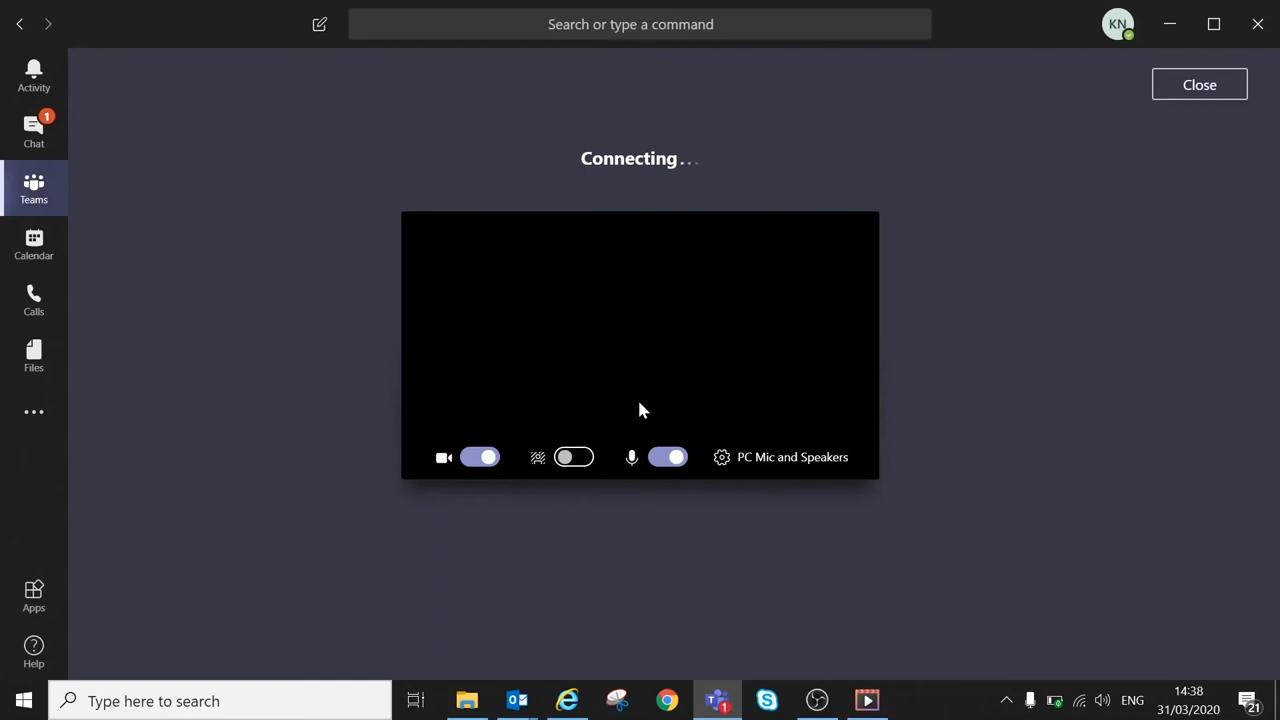 Search or type a command
KN
Close
Activity
1
Chat
Teams
Calendar
Calls
Files
Apps
Help
Connecting...
PC Mic and Speakers
Type here to search
1
ENG
14:38
31/03/2020
21